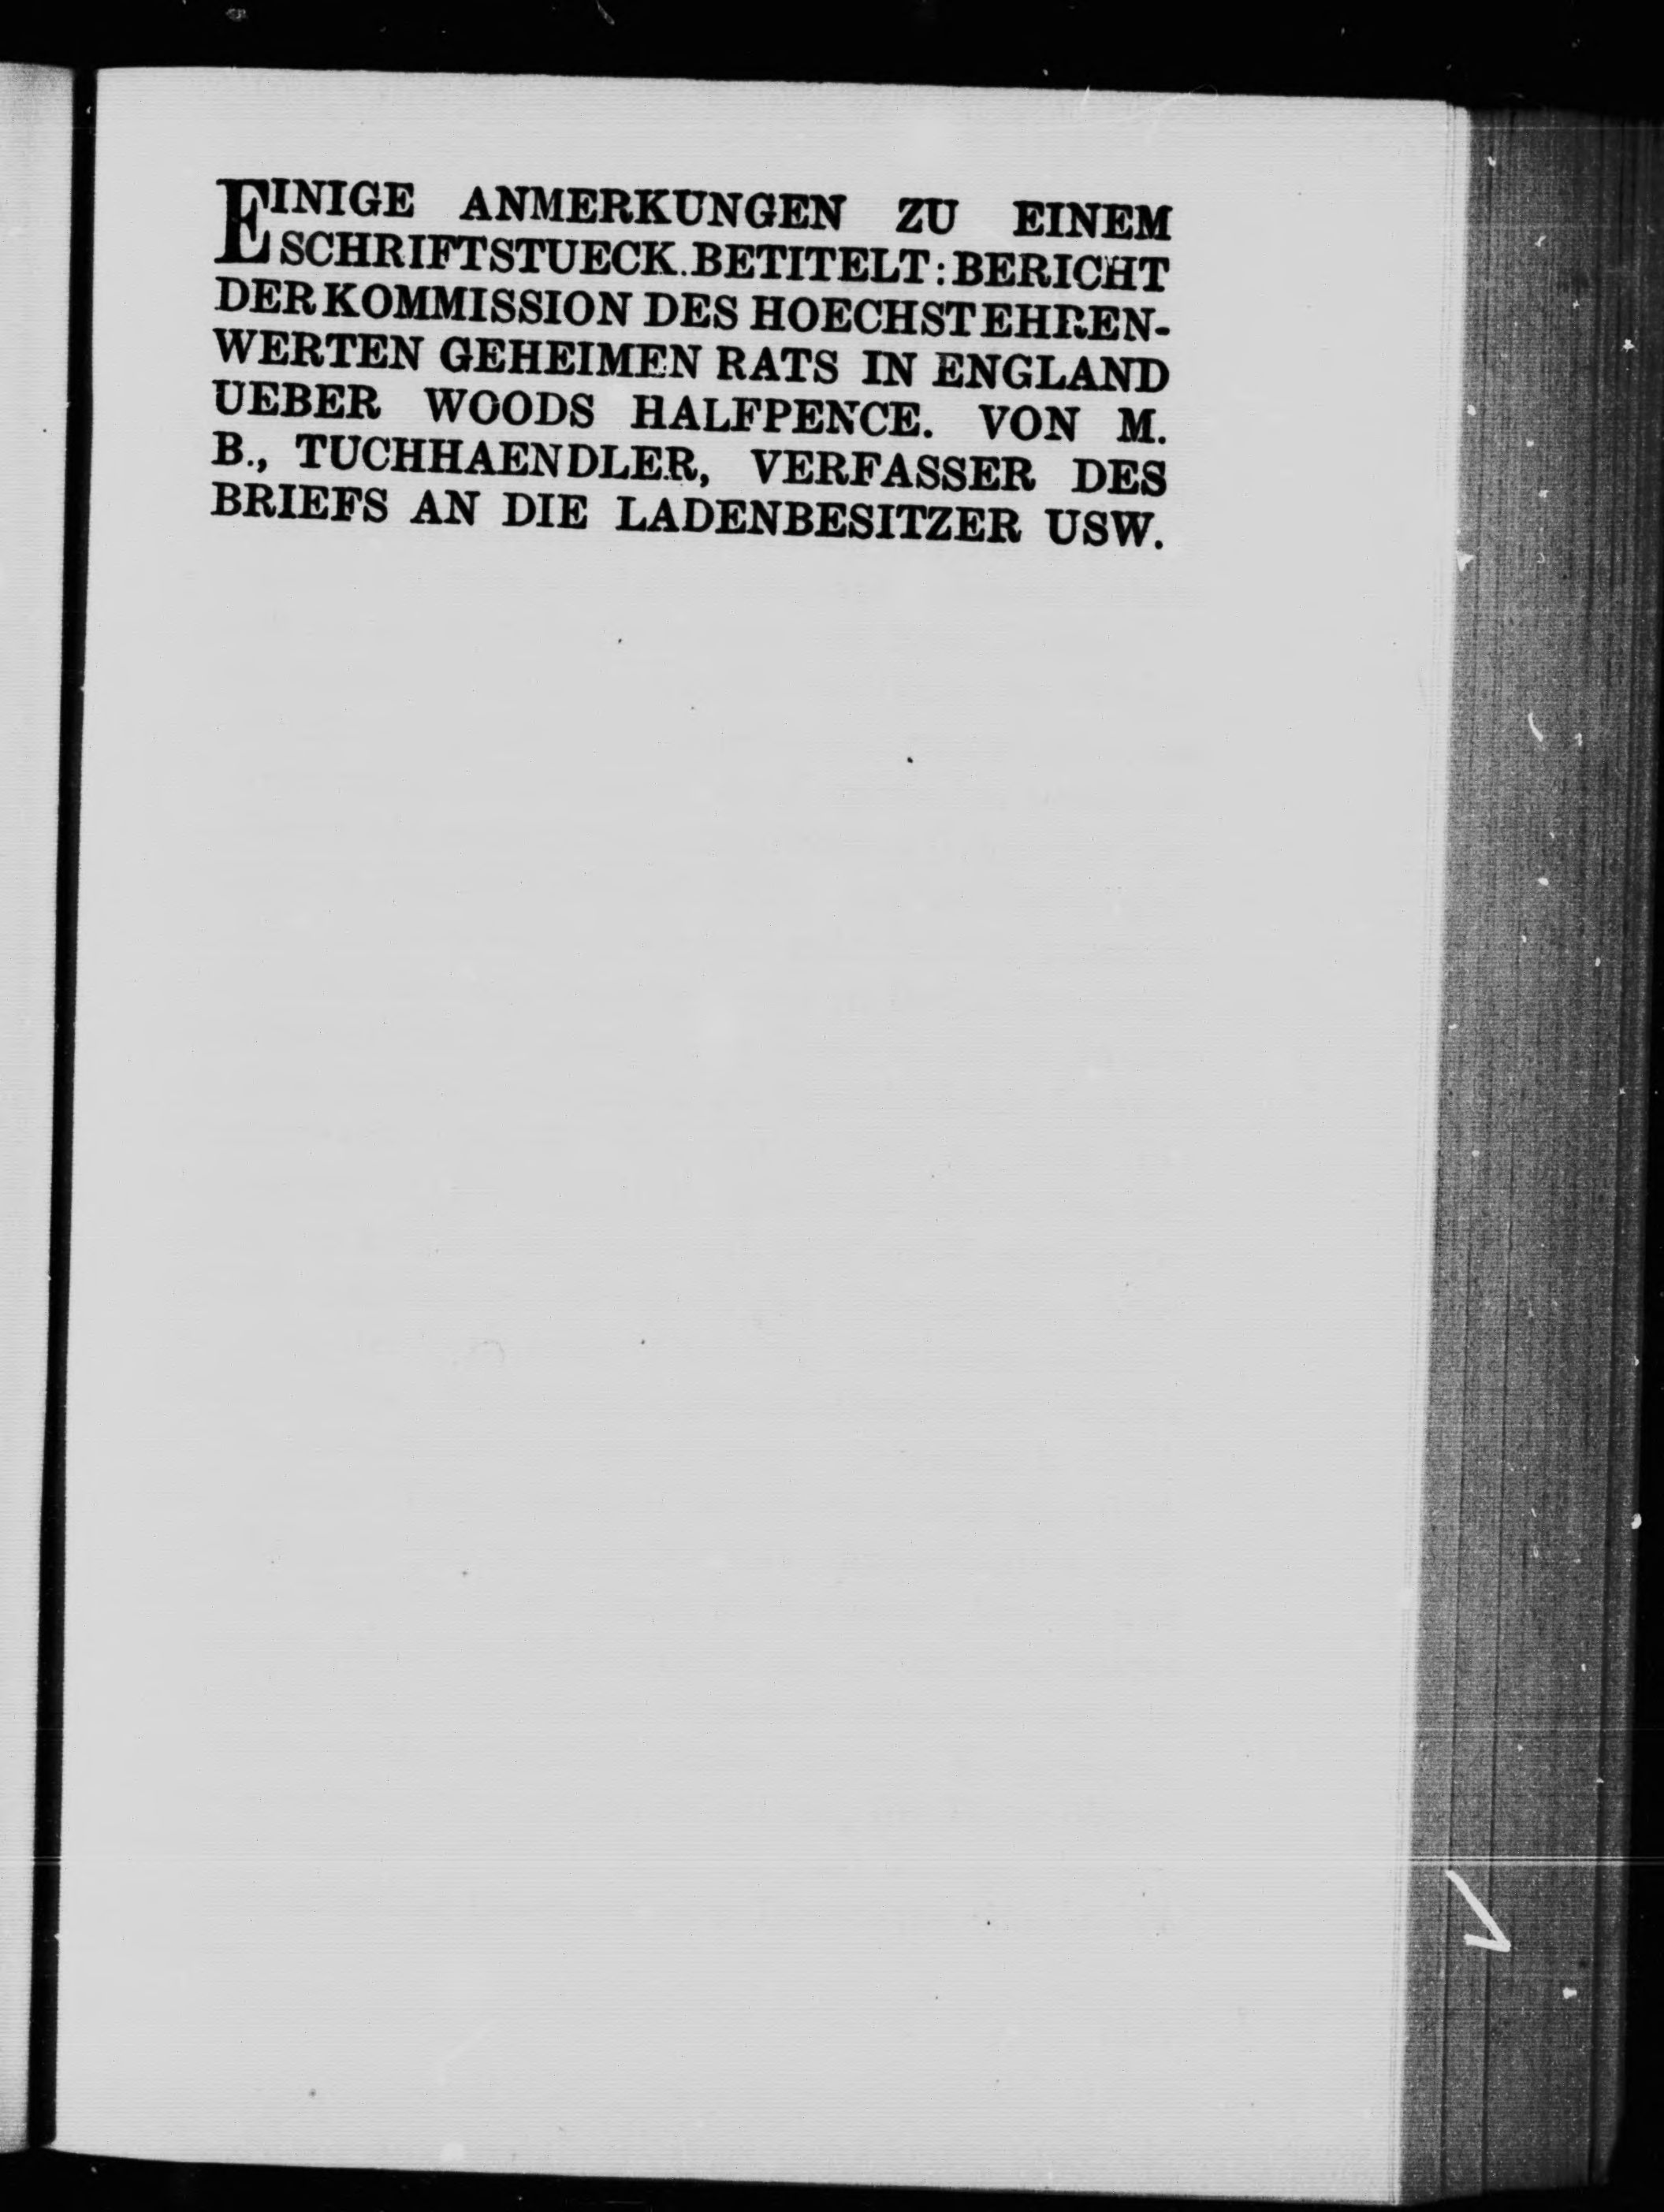 EINIGE ANMERKUNGEN ZU EINEM
SCHRIFTSTUECK. BETITELT: BERICHT
DER KOMMISSION DES HOECHST EHREN-
WERTEN GEHEIMEN RATS IN ENGLAND
UEBER WOODS HALFPENCE. VON M.
B., TUCHHAENDLER, VERFASSER DES
BRIEFS AN DIE LADENBESITZER USW.